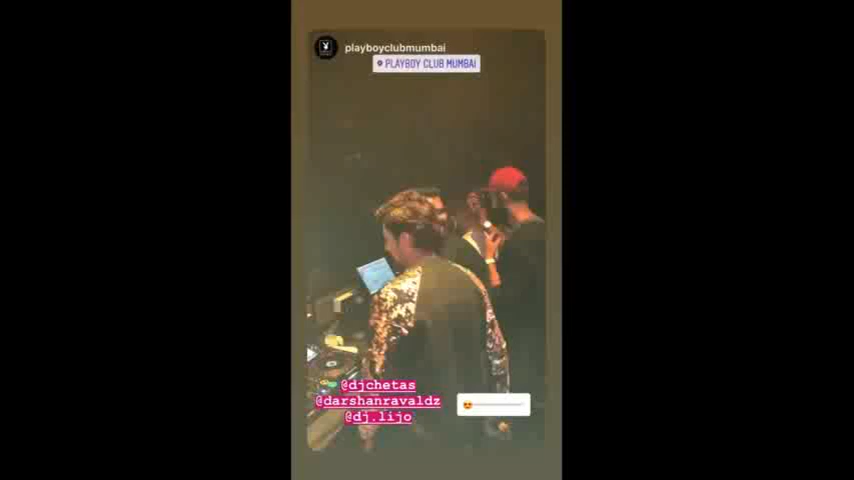 playboyclubmumbai
PLAYBOY CLUB MUMBAI
@djchetas
@darshanravaldz
@dj.lijo